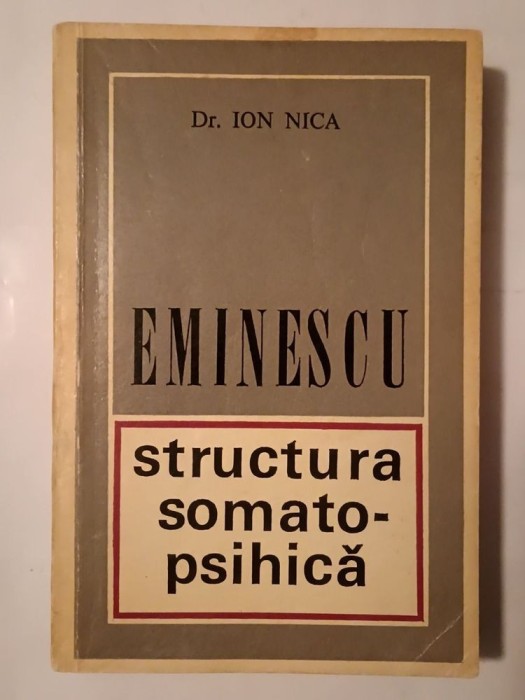 Dr. ION NICA
EMINESCU
structura
somato-
psihică